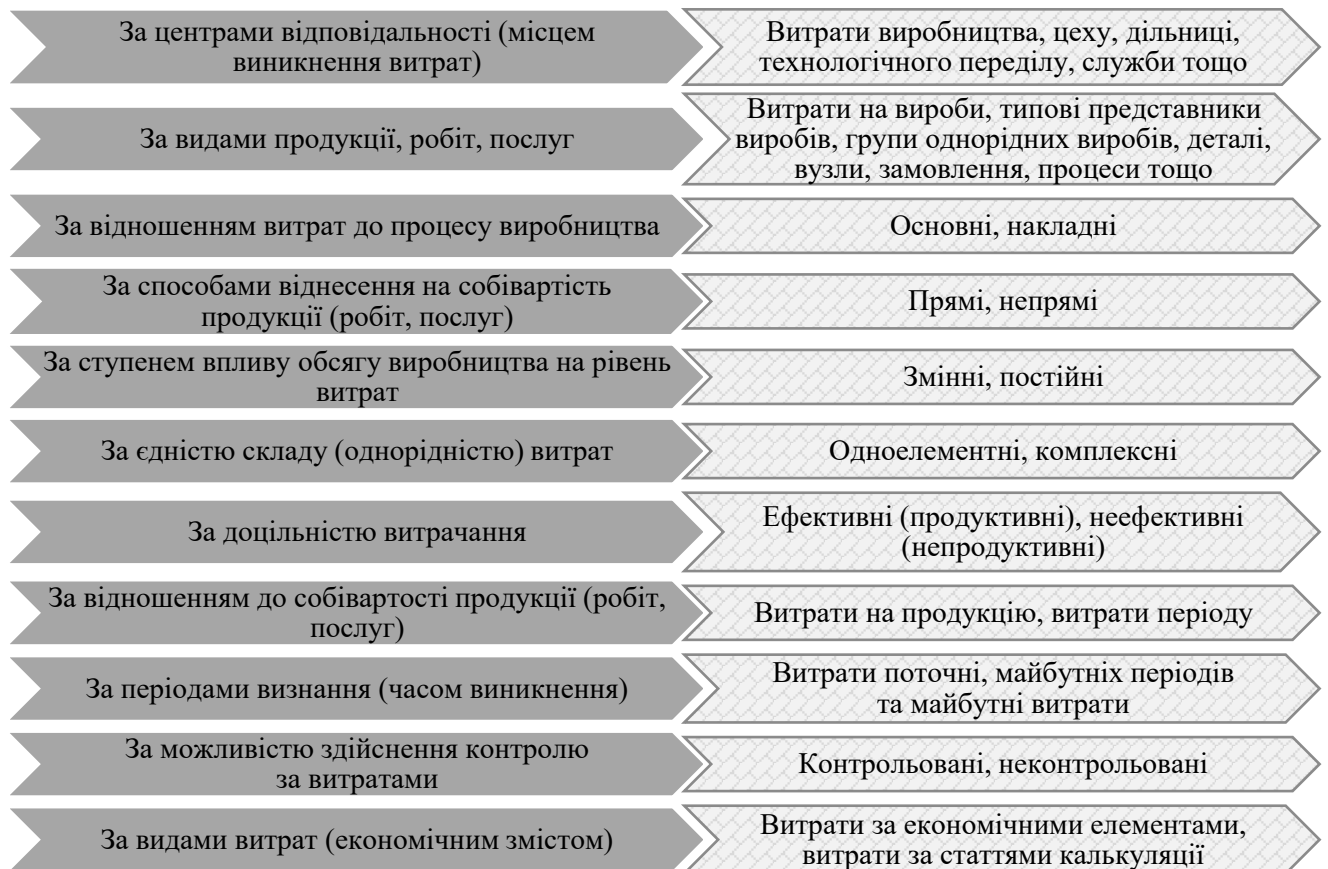 За центрами відповідальності (місцем
виникнення витрат)
Витрати виробництва, цеху, дільниці,
технологічного переділу, служби тощо
За видами продукції, робіт, послуг
Витрати на вироби, типові представники
виробів, групи однорідних виробів, деталі,
вузли, замовлення, процеси тощо
За відношенням витрат до процесу виробництва
Основні, накладні
За способами віднесення на собівартість
продукції (робіт, послуг)
Прямі, непрямі
За ступенем впливу обсягу виробництва на рівень
витрат
Змінні, постійні
За єдністю складу (однорідністю) витрат
Одноелементні, комплексні
За доцільністю витрачання
Ефективні (продуктивні), неефективні
(непродуктивні)
За відношенням до собівартості продукції (робіт,
послуг)
Витрати на продукцію, витрати періоду
За періодами визнання (часом виникнення)
Витрати поточні, майбутніх періодів
та майбутні витрати
За можливістю здійснення контролю
за витратами
Контрольовані, неконтрольовані
За видами витрат (економічним змістом)
Витрати за економічними елементами,
витрати за статтями калькуляції